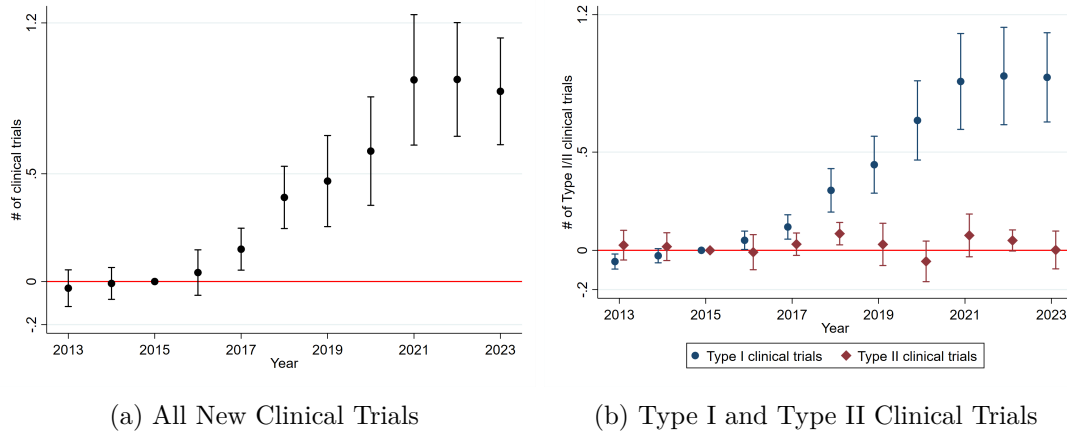 # of clinical trials
1.2
.5
0
-.2
2013 2015 2017 2019 2021 2023
Year
(a) All New Clinical Trials
# of Type I/II clinical trials
1.2
.5
0
-.2
2013 2015 2017 2019 2021 2023
Year
Type I clinical trials Type II clinical trials
(b) Type I and Type II Clinical Trials